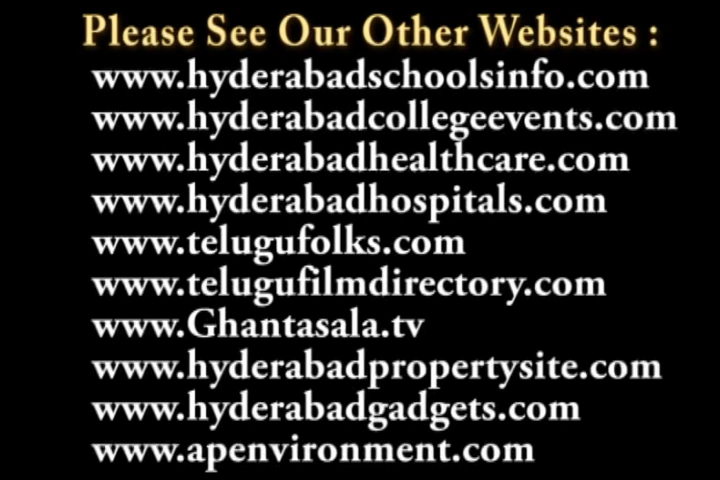 Please See Our Other Websites :
www.hyderabadschoolsinfo.com
www.hyderabadcollegeevents.com
www.hyderabadhealthcare.com
www.hyderabadhospitals.com
www.telugufolks.com
www.telugufilmdirectory.com
www.Ghantasala.tv
www.hyderabadpropertysite.com
www.hyderabadgadgets.com
www.apenvironment.com